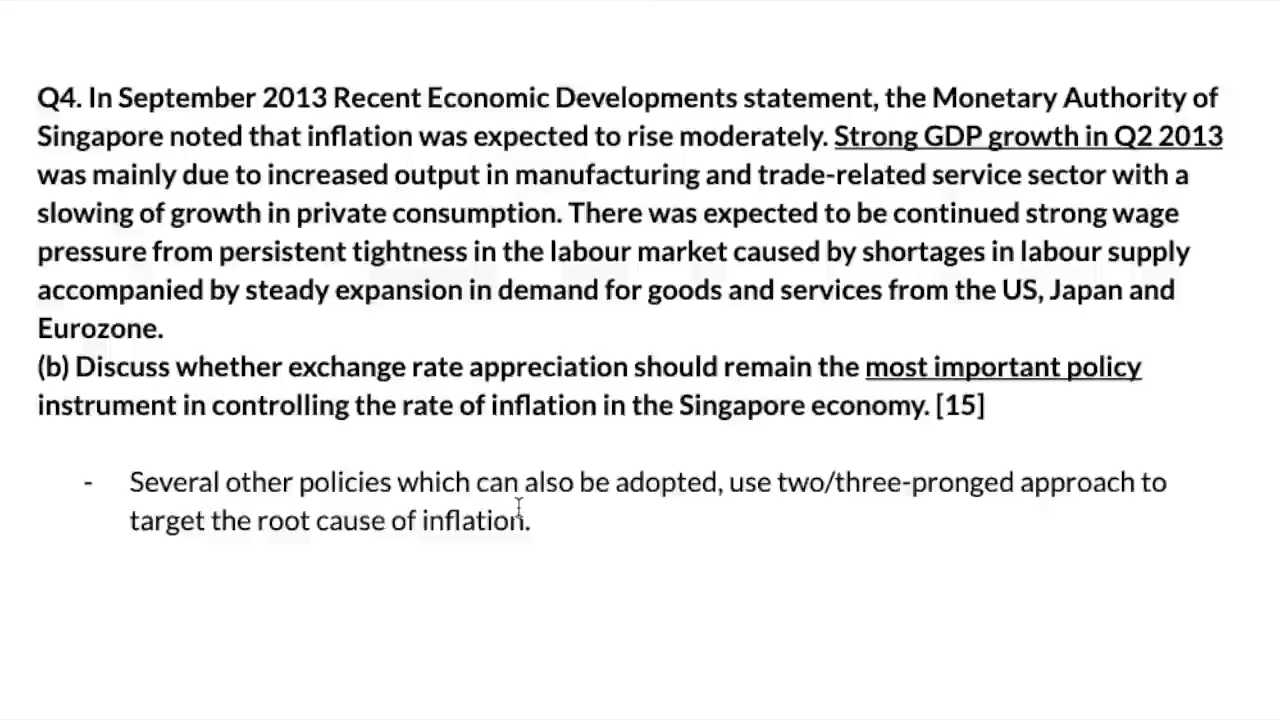 Q4. In September 2013 Recent Economic Developments statement, the Monetary Authority of
Singapore noted that inflation was expected to rise moderately. Strong GDP growth in Q2 2013
was mainly due to increased output in manufacturing and trade-related service sector with a
slowing of growth in private consumption. There was expected to be continued strong wage
pressure from persistent tightness in the labour market caused by shortages in labour supply
accompanied by steady expansion in demand for goods and services from the US, Japan and
Eurozone.
(b) Discuss whether exchange rate appreciation should remain the most important policy
instrument in controlling the rate of inflation in the Singapore economy. [15]
- Several other policies which can also be adopted, use two/three-pronged approach to
target the root cause of inflation.